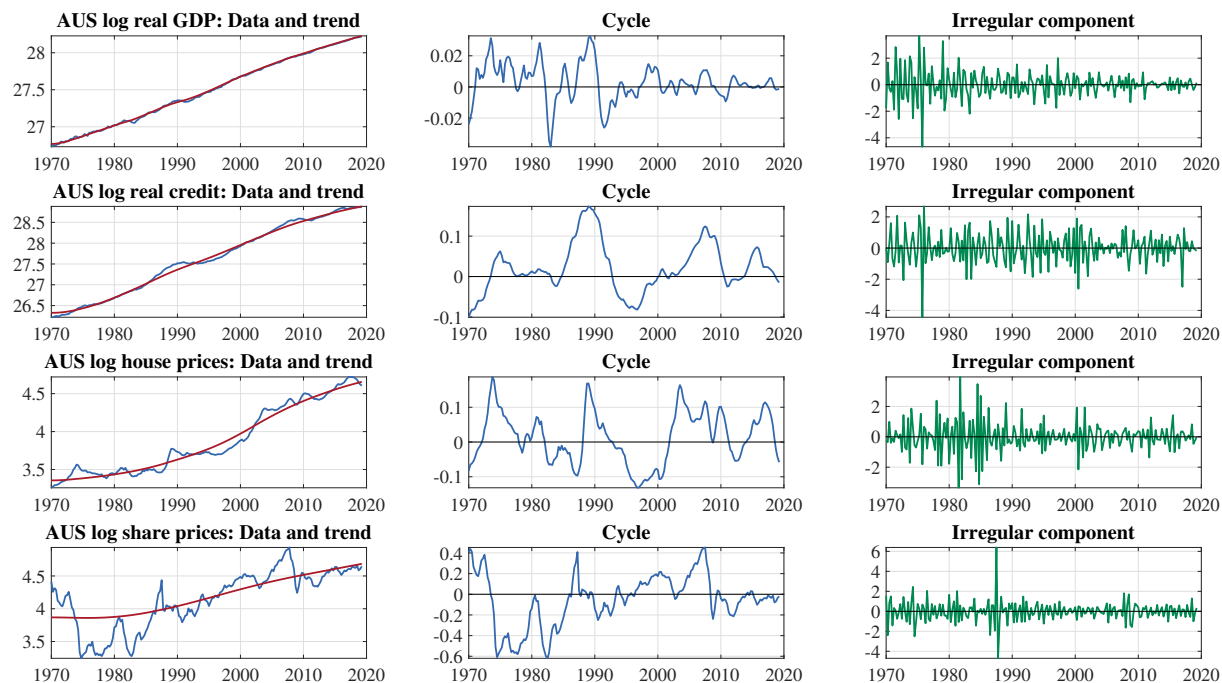 AUS log real GDP: Data and trend
28
27.5
27
1970 1980 1990 2000 2010 2020
Cycle
0.02
0
-0.02
1970 1980 1990 2000 2010 2020
Irregular component
2
0
-2
-4
1970 1980 1990 2000 2010 2020
AUS log real credit: Data and trend
28.5
28
27.5
27
26.5
1970 1980 1990 2000 2010 2020
Cycle
0.1
0
-0.1
1970 1980 1990 2000 2010 2020
Irregular component
2
0
-2
-4
1970 1980 1990 2000 2010 2020
AUS log house prices: Data and trend
4.5
4
3.5
1970 1980 1990 2000 2010 2020
Cycle
0.1
0
-0.1
1970 1980 1990 2000 2010 2020
Irregular component
2
0
-2
1970 1980 1990 2000 2010 2020
AUS log share prices: Data and trend
4.5
4
3.5
1970 1980 1990 2000 2010 2020
Cycle
0.4
0.2
0
-0.2
-0.4
-0.6
1970 1980 1990 2000 2010 2020
Irregular component
6
4
2
0
-2
-4
1970 1980 1990 2000 2010 2020